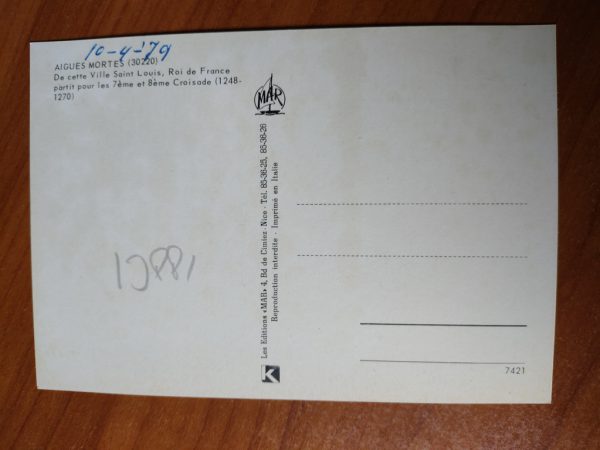 10-4-'79
AIGUES MORTES (30220)
De cette Ville Saint Louis, Roi de France
partit pour les 7ème et 8ème Croisade (1248-
1270)
MAR
Les Editions «MAR» 4, Bd de Cimiez Nice - Tél. 85-36-25, 85-36-26
Reproduction interdite - Imprimé en Italie
K
7421